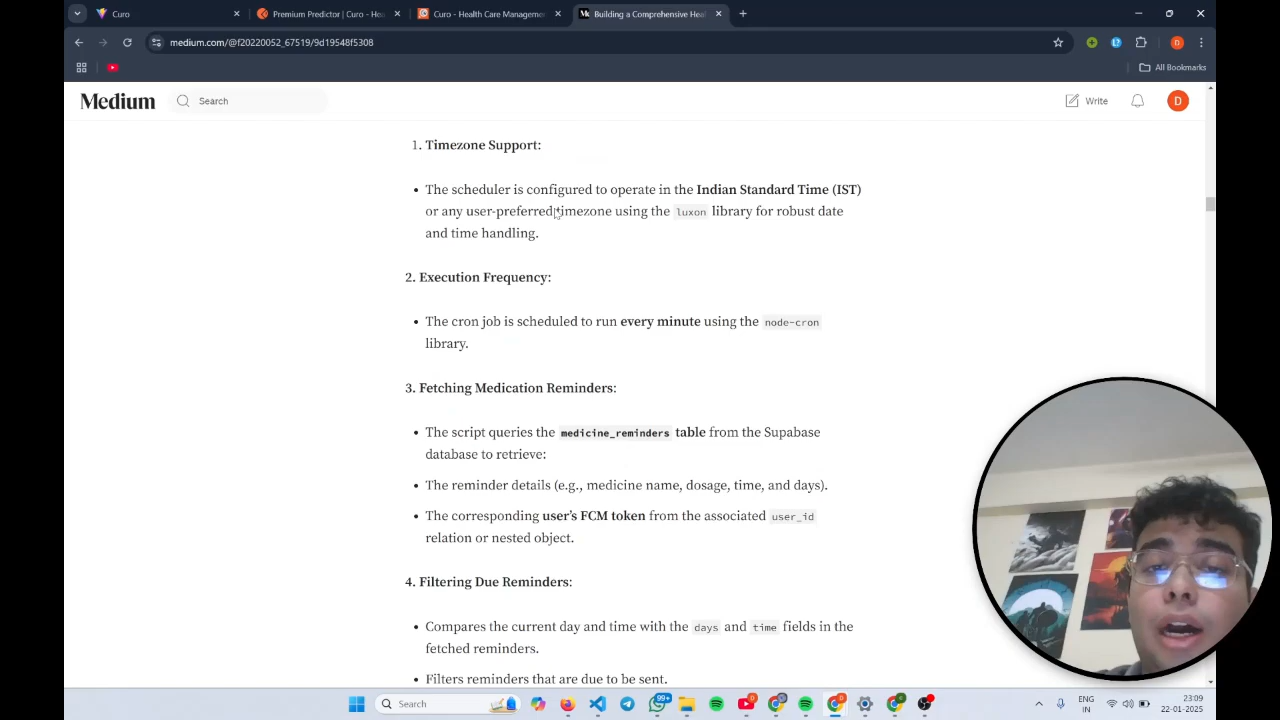 Curo
Premium Predictor | Curo - Hea
Curo - Health Care Management
Building a Comprehensive Heal
medium.com/@f20220052_67519/9d19548f5308
All Bookmarks
Medium
Search
Write
D
1. Timezone Support:
• The scheduler is configured to operate in the Indian Standard Time (IST)
or any user-preferred timezone using the luxon library for robust date
and time handling.
2. Execution Frequency:
• The cron job is scheduled to run every minute using the node-cron
library.
3. Fetching Medication Reminders:
• The script queries the medicine_reminders table from the Supabase
database to retrieve:
• The reminder details (e.g., medicine name, dosage, time, and days).
• The corresponding user's FCM token from the associated user_id
relation or nested object.
4. Filtering Due Reminders:
• Compares the current day and time with the days and time fields in the
fetched reminders.
• Filters reminders that are due to be sent.
Search
99+
ENG
IN
23:09
22-01-2025